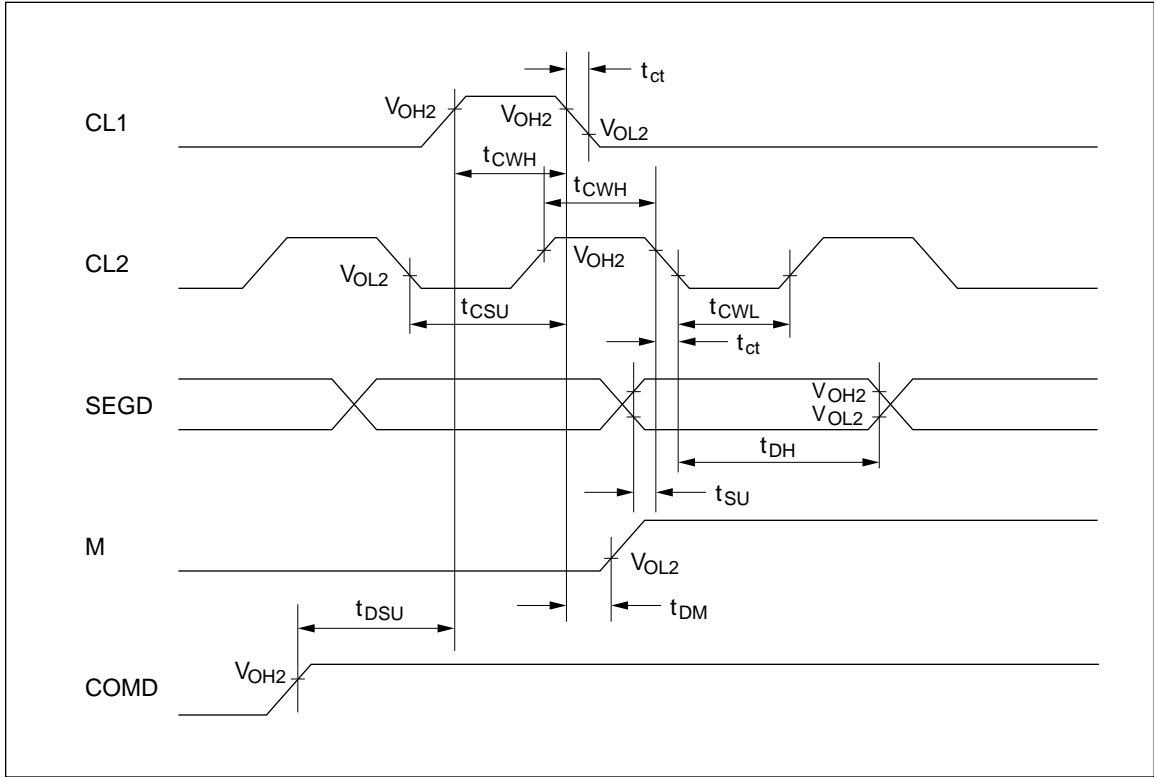 tct
CL1
VOH2
VOH2
VOL2
tCWH
tCWH
CL2
VOL2
VOH2
tCSU
tCWL
tct
SEGD
VOH2
VOL2
tDH
tSU
M
VOL2
tDSU
tDM
COMD
VOH2